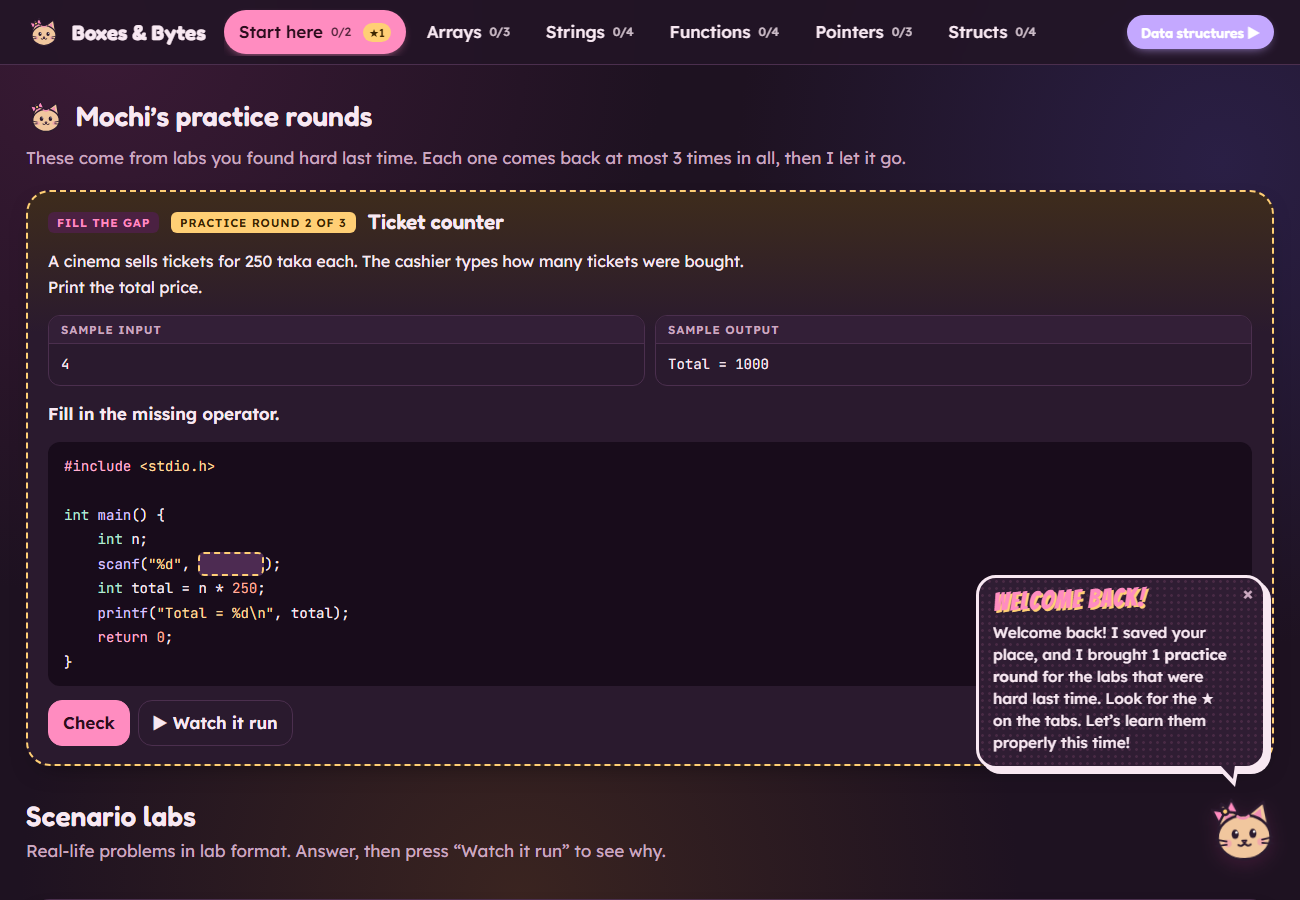 Boxes & Bytes
Start here 0/2 ★1
Arrays 0/3
Strings 0/4
Functions 0/4
Pointers 0/3
Structs 0/4
Data structures ▶
Mochi’s practice rounds
These come from labs you found hard last time. Each one comes back at most 3 times in all, then I let it go.
FILL THE GAP
PRACTICE ROUND 2 OF 3
Ticket counter
A cinema sells tickets for 250 taka each. The cashier types how many tickets were bought.
Print the total price.
SAMPLE INPUT
4
SAMPLE OUTPUT
Total = 1000
Fill in the missing operator.
#include <stdio.h>
int main() {
    int n;
    scanf("%d",        );
    int total = n * 250;
    printf("Total = %d\n", total);
    return 0;
}
Check
▶ Watch it run
WELCOME BACK!
×
Welcome back! I saved your
place, and I brought 1 practice
round for the labs that were
hard last time. Look for the ★
on the tabs. Let’s learn them
properly this time!
Scenario labs
Real-life problems in lab format. Answer, then press “Watch it run” to see why.